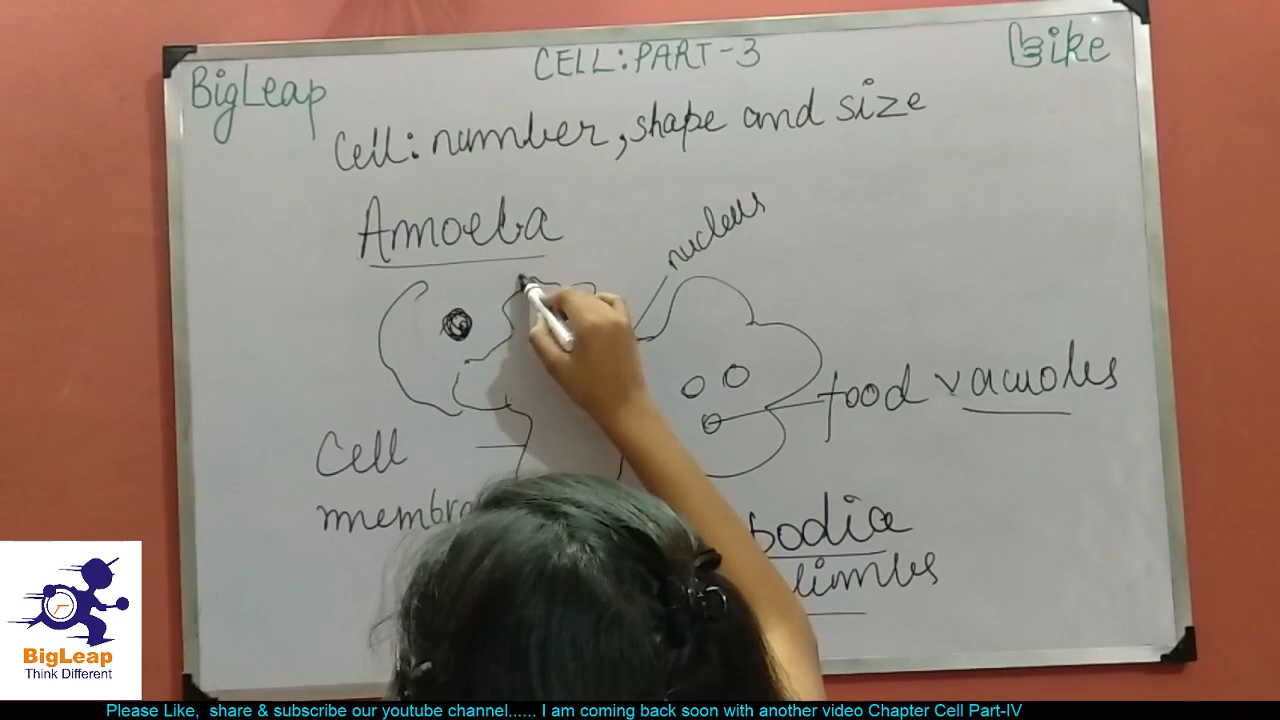 BigLeap
CELL: PART-3
Like
Cell: number, shape and size
Amoeba
nucleus
food vacuoles
Cell
membra
podia
limbs
BigLeap
Think Different
Please Like, share & subscribe our youtube channel...... I am coming back soon with another video Chapter Cell Part-IV